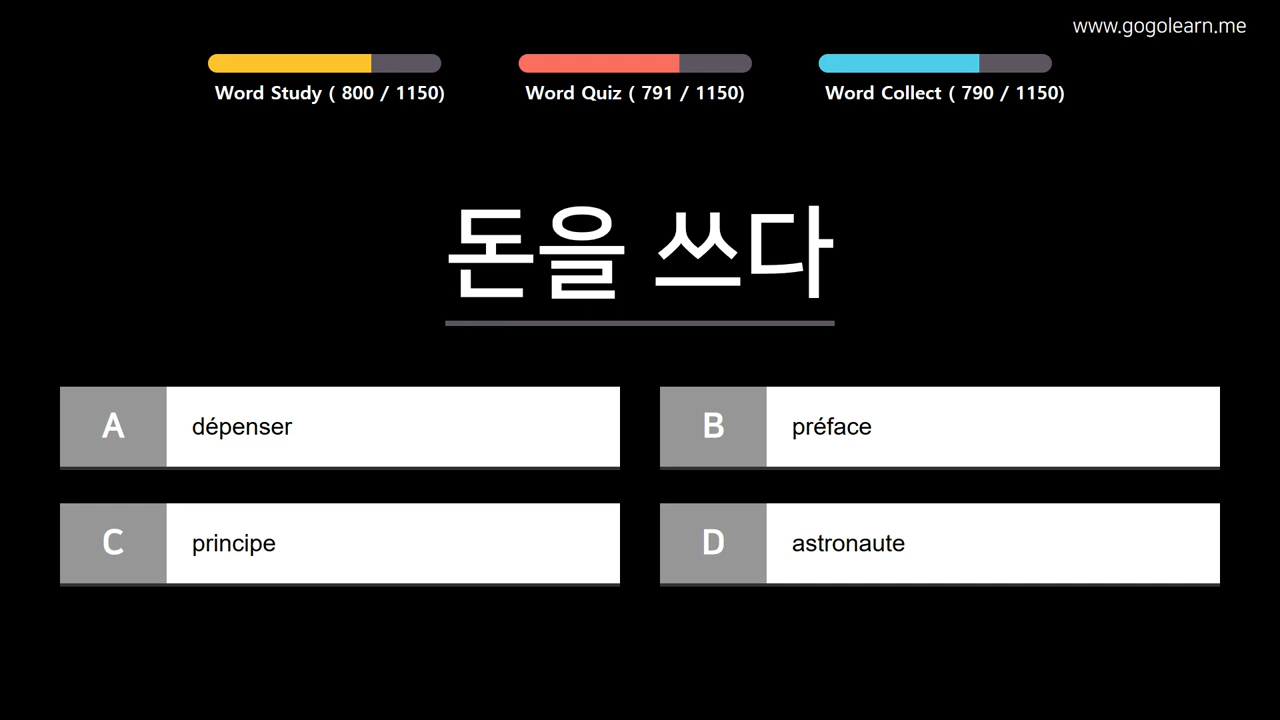 www.gogolearn.me
Word Study ( 800 / 1150)
Word Quiz ( 791 / 1150)
Word Collect ( 790 / 1150)
돈을 쓰다
A dépenser
B préface
C principe
D astronaute